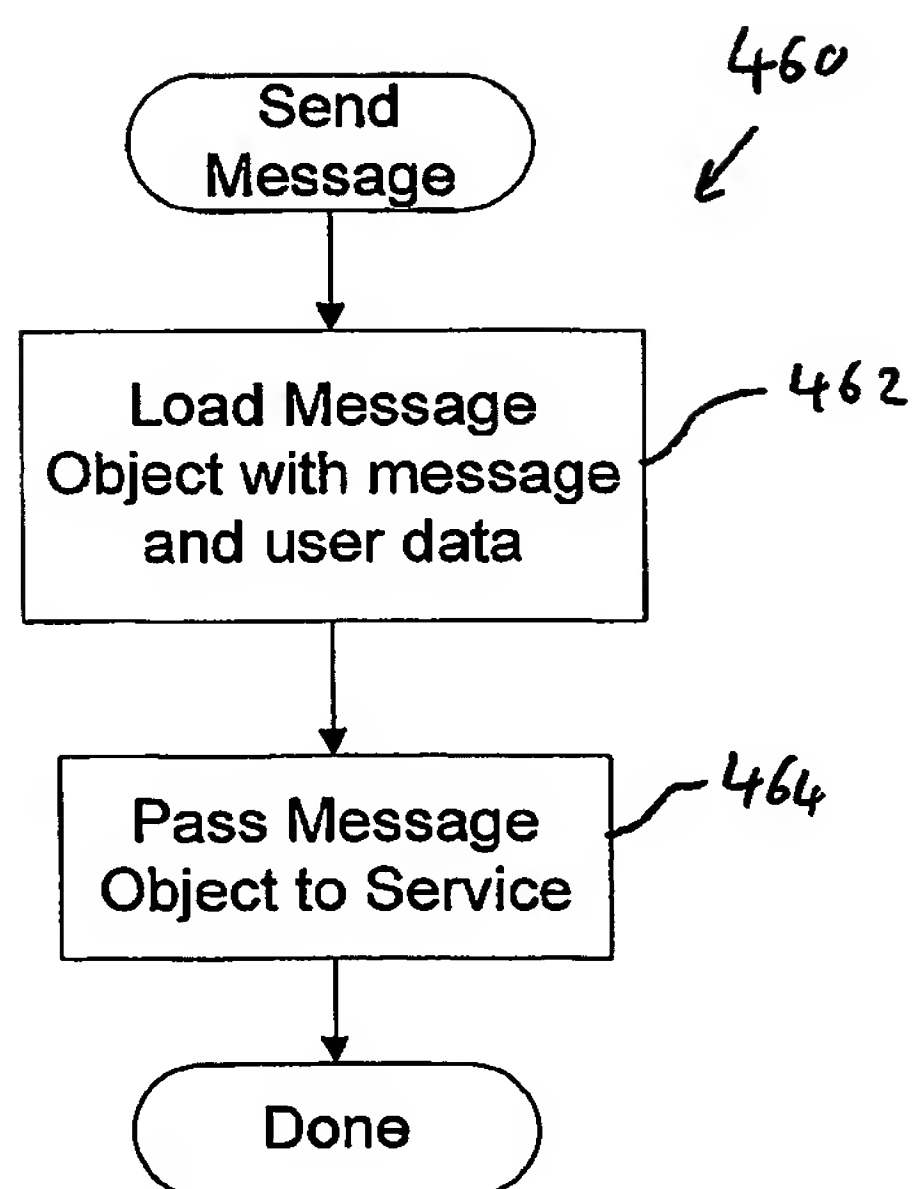 460
Send
Message
Load Message
Object with message
and user data
462
Pass Message
Object to Service
464
Done